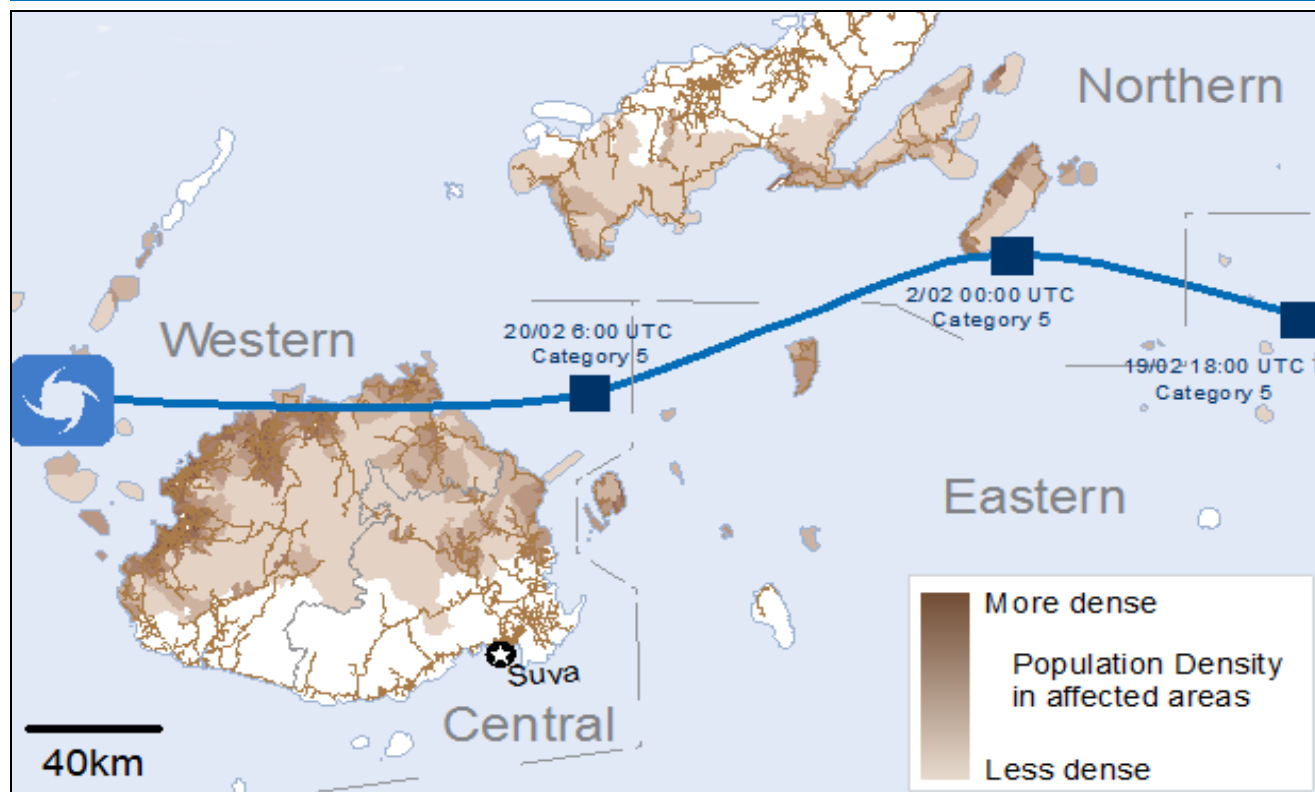 Northern
2/02 00:00 UTC
Category 5
Western
20/02 6:00 UTC
Category 5
19/02 18:00 UTC
Category 5
Eastern
More dense
Population Density
in affected areas
Less dense
Suva
Central
40km